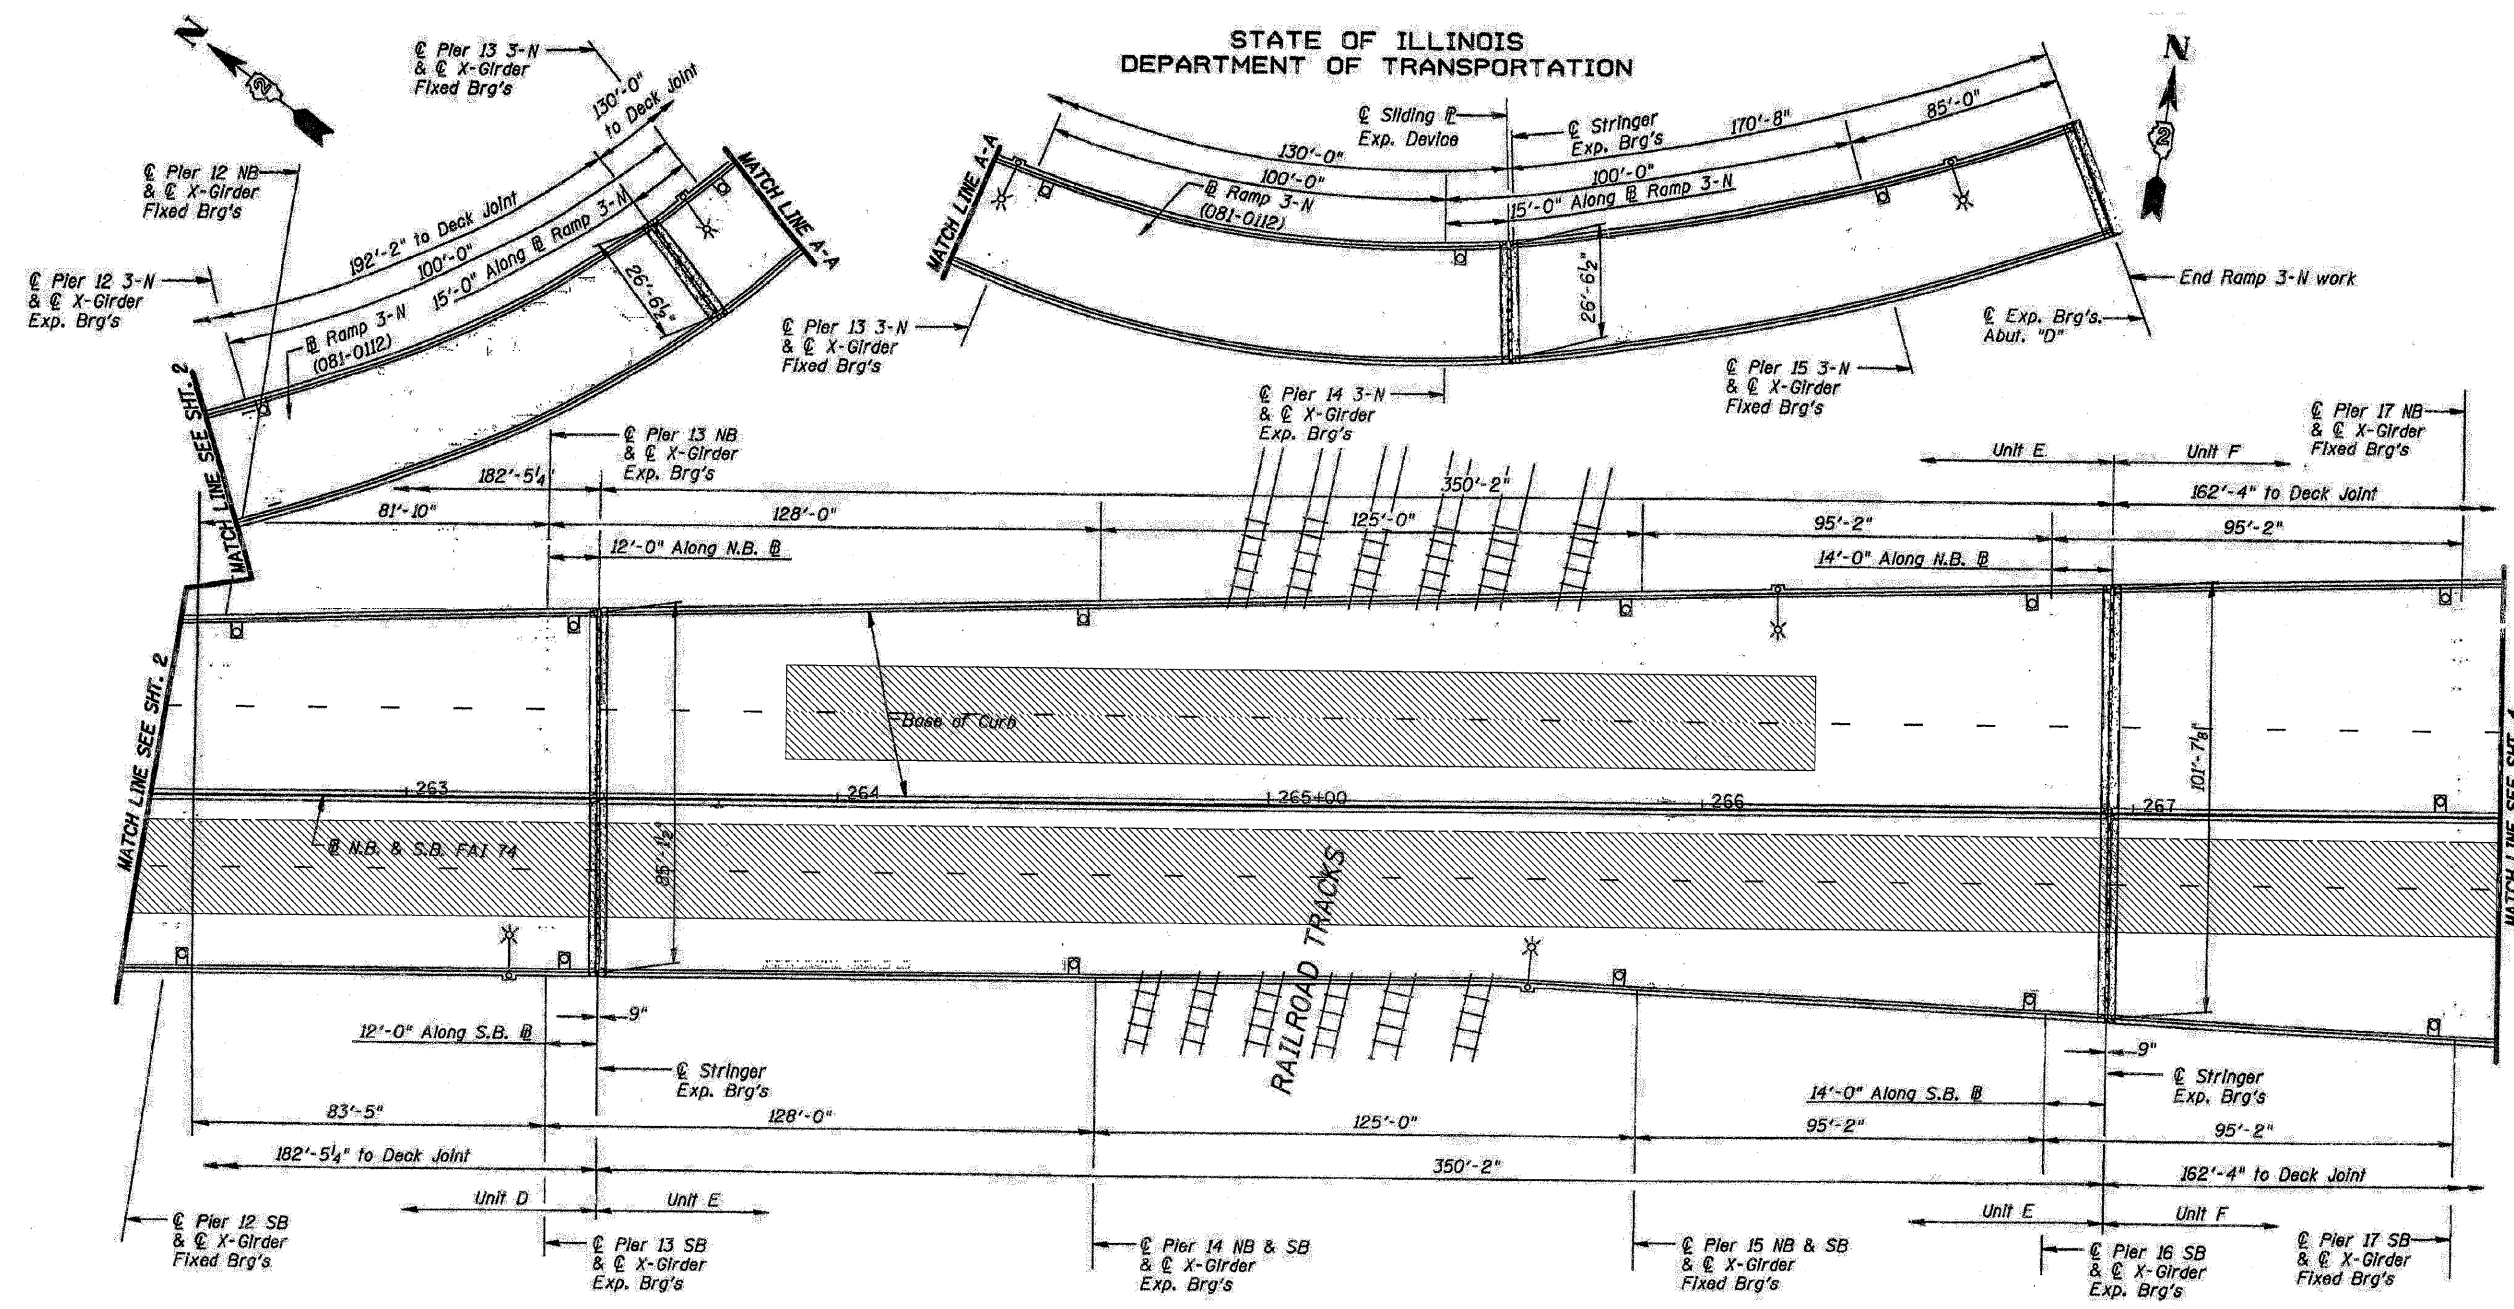 STATE OF ILLINOIS
DEPARTMENT OF TRANSPORTATION
N
2
℄ Pier 13 3-N
& ℄ X-Girder
Fixed Brg's
130'-0"
to Deck Joint
℄ Pier 12 NB
& ℄ X-Girder
Fixed Brg's
192'-2" to Deck Joint
100'-0"
15'-0" Along ⅊ Ramp 3-N
MATCH LINE A-A
℄ Pier 12 3-N
& ℄ X-Girder
Exp. Brg's
⅊ Ramp 3-N
(081-0112)
26'-6½"
MATCH LINE SEE SHT. 2
N
2
℄ Sliding ⅊
Exp. Device
℄ Stringer
Exp. Brg's
170'-8"
85'-0"
130'-0"
100'-0"
100'-0"
15'-0" Along ⅊ Ramp 3-N
MATCH LINE A-A
⅊ Ramp 3-N
(081-0112)
26'-6½"
End Ramp 3-N work
℄ Exp. Brg's.
Abut. "D"
℄ Pier 13 3-N
& ℄ X-Girder
Fixed Brg's
℄ Pier 14 3-N
& ℄ X-Girder
Exp. Brg's
℄ Pier 15 3-N
& ℄ X-Girder
Fixed Brg's
℄ Pier 17 NB
& ℄ X-Girder
Fixed Brg's
℄ Pier 13 NB
& ℄ X-Girder
Exp. Brg's
Unit E
Unit F
182'-5¼
350'-2"
162'-4" to Deck Joint
81'-10"
128'-0"
125'-0"
95'-2"
95'-2"
12'-0" Along N.B. ⅊
14'-0" Along N.B. ⅊
MATCH LINE SEE SHT. 2
Base of Curb
101'-7⅛"
263
264
265+00
266
267
⅊ N.B. & S.B. FAI 74
85'-1½"
RAILROAD TRACKS
9"
12'-0" Along S.B. ⅊
℄ Stringer
Exp. Brg's
9"
℄ Stringer
Exp. Brg's
14'-0" Along S.B. ⅊
83'-5"
128'-0"
125'-0"
95'-2"
95'-2"
182'-5¼" to Deck Joint
350'-2"
162'-4" to Deck Joint
Unit D
Unit E
Unit E
Unit F
℄ Pier 12 SB
& ℄ X-Girder
Fixed Brg's
℄ Pier 13 SB
& ℄ X-Girder
Exp. Brg's
℄ Pier 14 NB & SB
& ℄ X-Girder
Exp. Brg's
℄ Pier 15 NB & SB
& ℄ X-Girder
Fixed Brg's
℄ Pier 16 SB
& ℄ X-Girder
Exp. Brg's
℄ Pier 17 SB
& ℄ X-Girder
Fixed Brg's
MATCH LINE SEE SHT.